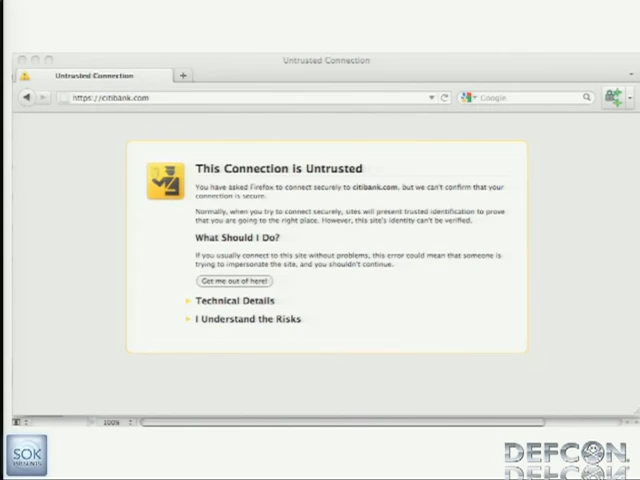 Untrusted Connection
Untrusted Connection
https://citibank.com
Google
This Connection is Untrusted
You have asked Firefox to connect securely to citibank.com, but we can't confirm that your
connection is secure.
Normally, when you try to connect securely, sites will present trusted identification to prove
that you are going to the right place. However, this site's identity can't be verified.
What Should I Do?
If you usually connect to this site without problems, this error could mean that someone is
trying to impersonate the site, and you shouldn't continue.
Get me out of here!
Technical Details
I Understand the Risks
100%
SOK
DEFCON